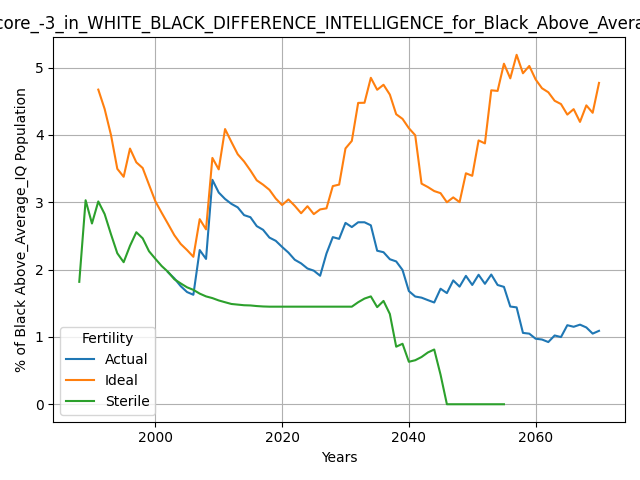 core_-3_in_WHITE_BLACK_DIFFERENCE_INTELLIGENCE_for_Black_Above_Avera
% of Black Above_Average_IQ Population
5
4
3
2
1
0
Fertility
Actual
Ideal
Sterile
2000
2020
2040
2060
Years